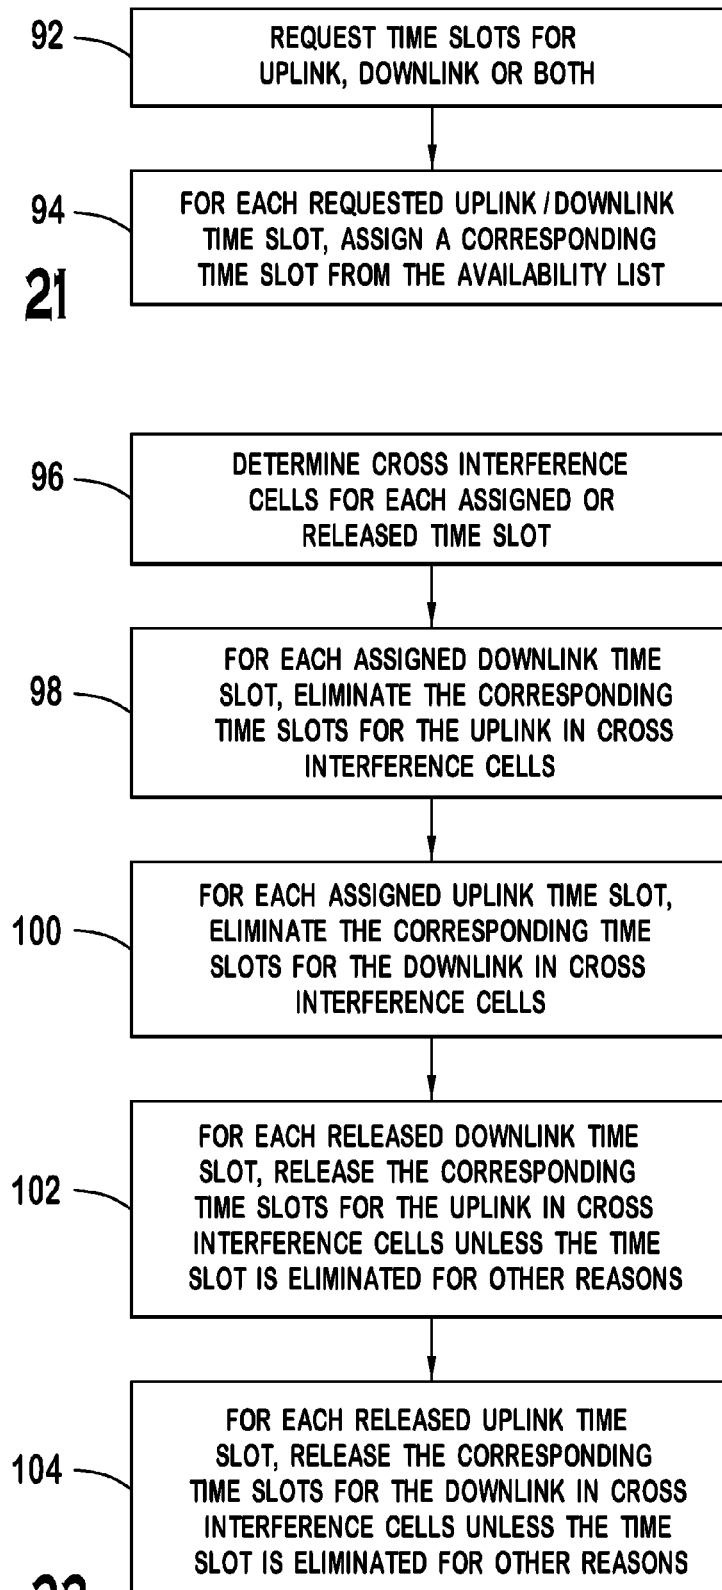 92
REQUEST TIME SLOTS FOR
UPLINK, DOWNLINK OR BOTH
94
FOR EACH REQUESTED UPLINK/DOWNLINK
TIME SLOT, ASSIGN A CORRESPONDING
TIME SLOT FROM THE AVAILABILITY LIST
21
96
DETERMINE CROSS INTERFERENCE
CELLS FOR EACH ASSIGNED OR
RELEASED TIME SLOT
98
FOR EACH ASSIGNED DOWNLINK TIME
SLOT, ELIMINATE THE CORRESPONDING
TIME SLOTS FOR THE UPLINK IN CROSS
INTERFERENCE CELLS
100
FOR EACH ASSIGNED UPLINK TIME SLOT,
ELIMINATE THE CORRESPONDING TIME
SLOTS FOR THE DOWNLINK IN CROSS
INTERFERENCE CELLS
102
FOR EACH RELEASED DOWNLINK TIME
SLOT, RELEASE THE CORRESPONDING
TIME SLOTS FOR THE UPLINK IN CROSS
INTERFERENCE CELLS UNLESS THE TIME
SLOT IS ELIMINATED FOR OTHER REASONS
104
FOR EACH RELEASED UPLINK TIME
SLOT, RELEASE THE CORRESPONDING
TIME SLOTS FOR THE DOWNLINK IN CROSS
INTERFERENCE CELLS UNLESS THE TIME
SLOT IS ELIMINATED FOR OTHER REASONS